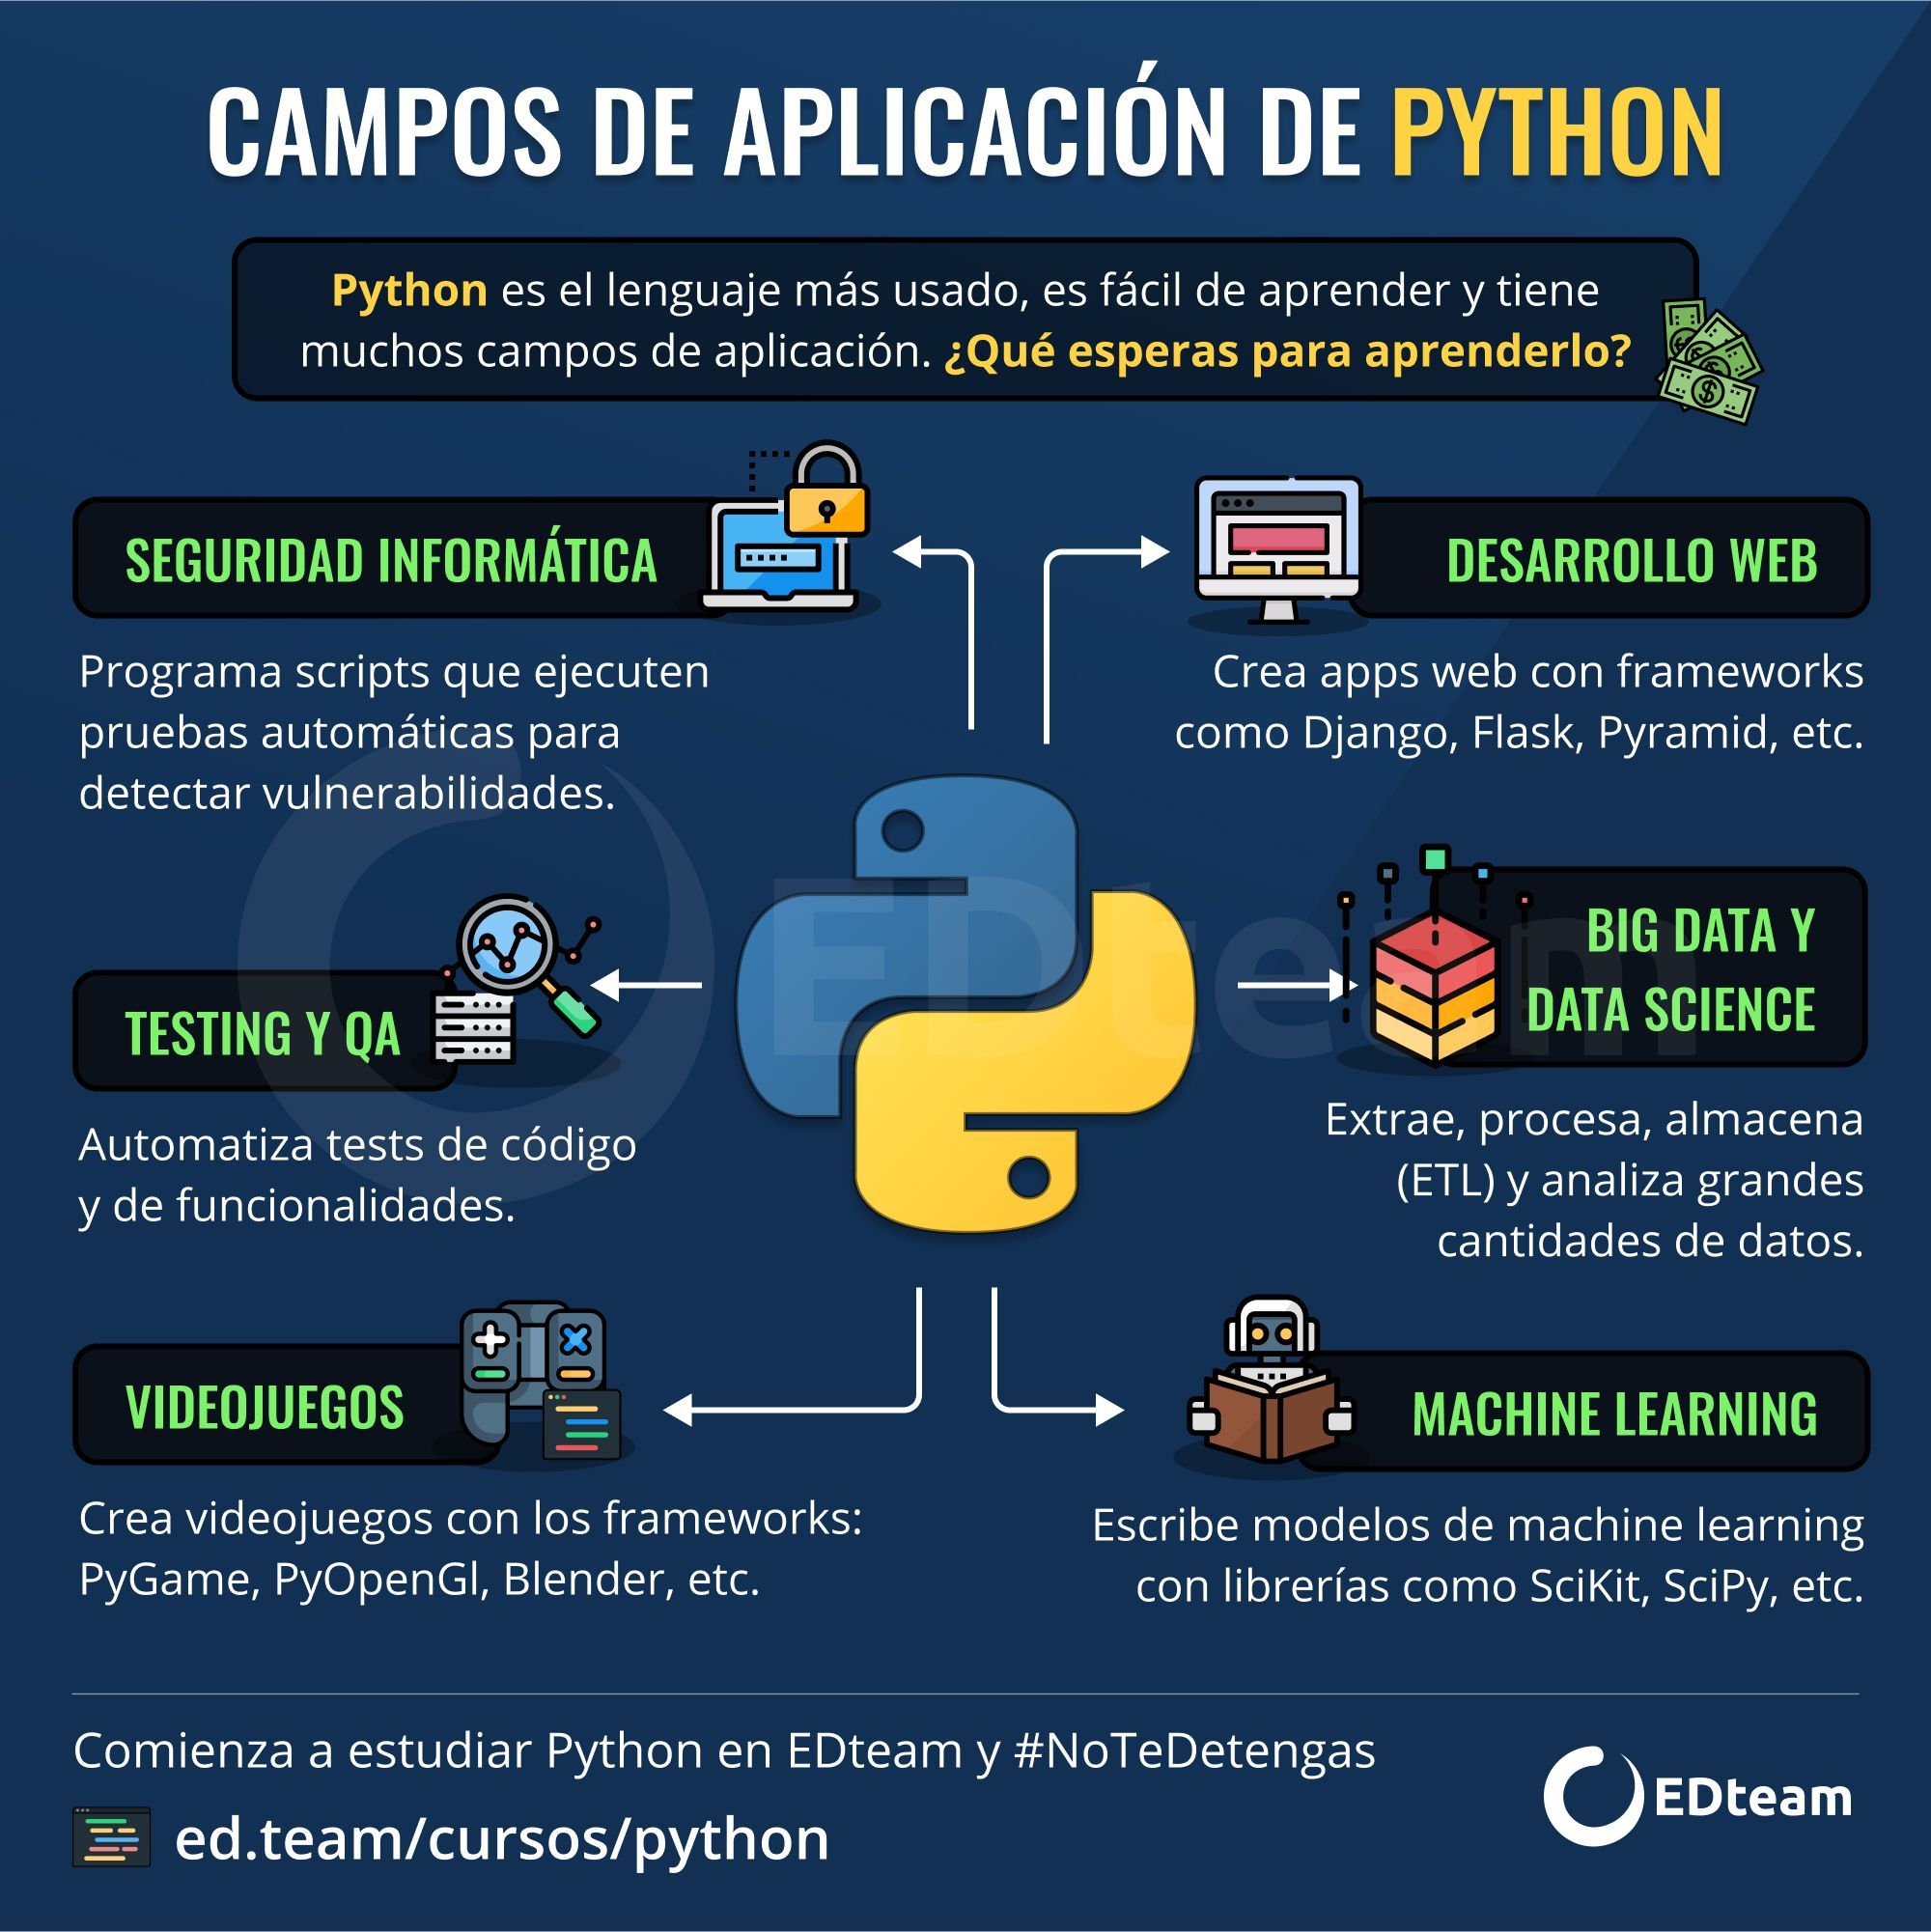 CAMPOS DE APLICACIÓN DE PYTHON
Python es el lenguaje más usado, es fácil de aprender y tiene
muchos campos de aplicación. ¿Qué esperas para aprenderlo?
SEGURIDAD INFORMÁTICA
Programa scripts que ejecuten
pruebas automáticas para
detectar vulnerabilidades.
DESARROLLO WEB
Crea apps web con frameworks
como Django, Flask, Pyramid, etc.
TESTING Y QA
Automatiza tests de código
y de funcionalidades.
BIG DATA Y
DATA SCIENCE
Extrae, procesa, almacena
(ETL) y analiza grandes
cantidades de datos.
VIDEOJUEGOS
Crea videojuegos con los frameworks:
PyGame, PyOpenGl, Blender, etc.
MACHINE LEARNING
Escribe modelos de machine learning
con librerías como SciKit, SciPy, etc.
EDteam
Comienza a estudiar Python en EDteam y #NoTeDetengas
ed.team/cursos/python
EDteam